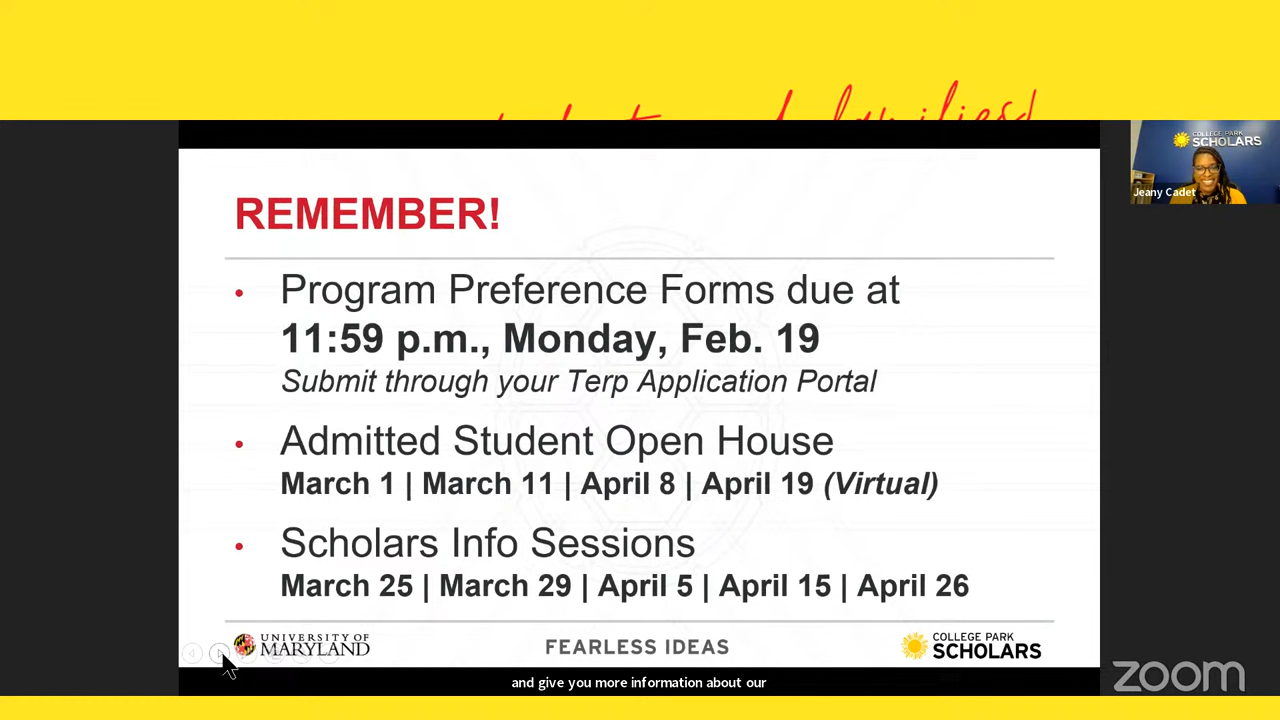 families!
COLLEGE PARK
SCHOLARS
Jeany Cadet
REMEMBER!
• Program Preference Forms due at
11:59 p.m., Monday, Feb. 19
Submit through your Terp Application Portal
• Admitted Student Open House
March 1 | March 11 | April 8 | April 19 (Virtual)
• Scholars Info Sessions
March 25 | March 29 | April 5 | April 15 | April 26
UNIVERSITY OF
MARYLAND
FEARLESS IDEAS
COLLEGE PARK
SCHOLARS
and give you more information about our
zoom